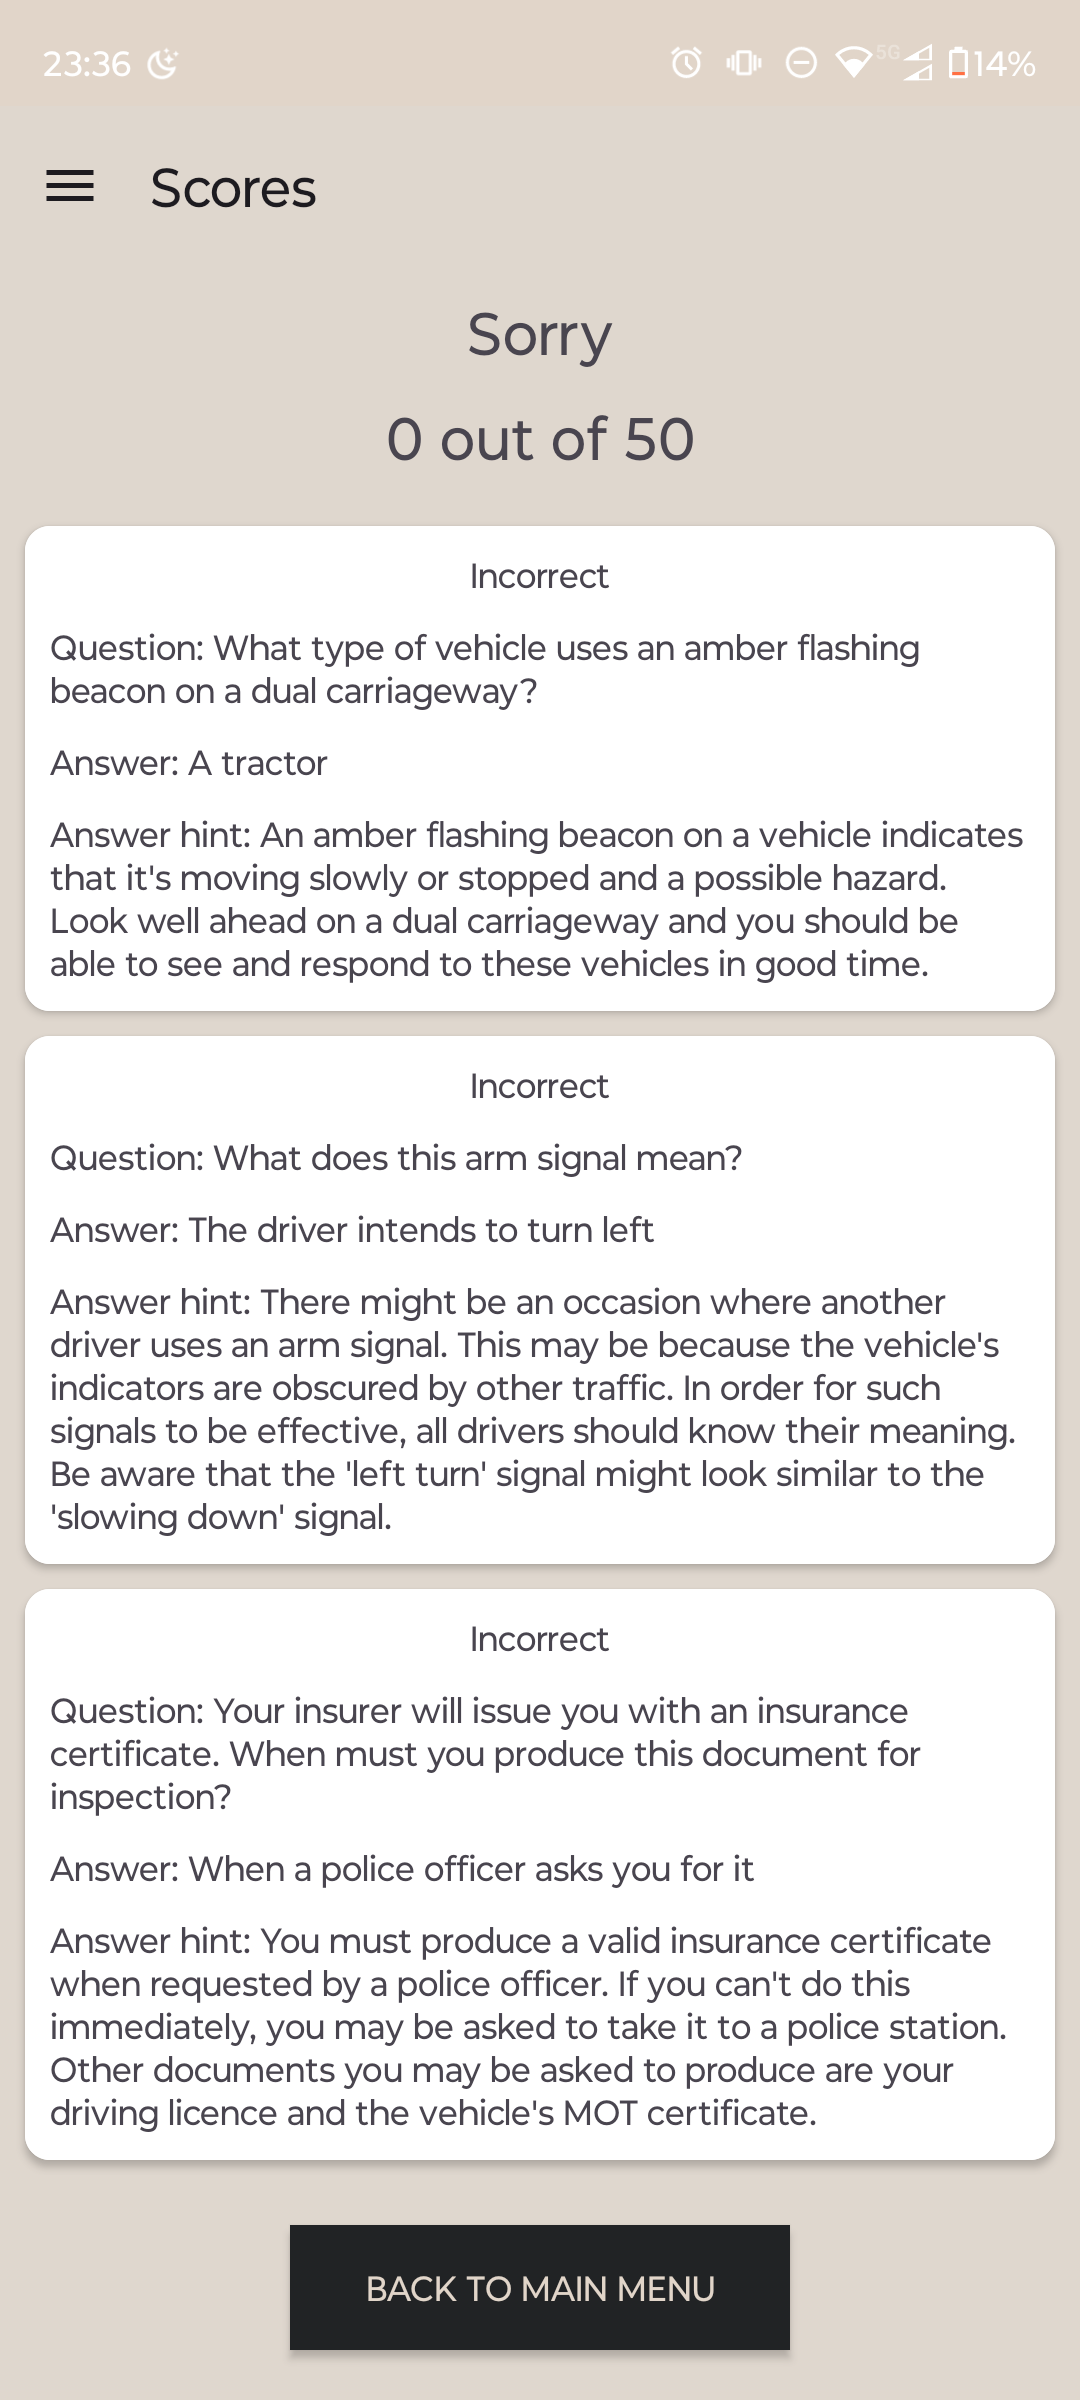 23:36
5G
14%
Scores
Sorry
0 out of 50
Incorrect
Question: What type of vehicle uses an amber flashing
beacon on a dual carriageway?
Answer: A tractor
Answer hint: An amber flashing beacon on a vehicle indicates
that it's moving slowly or stopped and a possible hazard.
Look well ahead on a dual carriageway and you should be
able to see and respond to these vehicles in good time.
Incorrect
Question: What does this arm signal mean?
Answer: The driver intends to turn left
Answer hint: There might be an occasion where another
driver uses an arm signal. This may be because the vehicle's
indicators are obscured by other traffic. In order for such
signals to be effective, all drivers should know their meaning.
Be aware that the 'left turn' signal might look similar to the
'slowing down' signal.
Incorrect
Question: Your insurer will issue you with an insurance
certificate. When must you produce this document for
inspection?
Answer: When a police officer asks you for it
Answer hint: You must produce a valid insurance certificate
when requested by a police officer. If you can't do this
immediately, you may be asked to take it to a police station.
Other documents you may be asked to produce are your
driving licence and the vehicle's MOT certificate.
BACK TO MAIN MENU